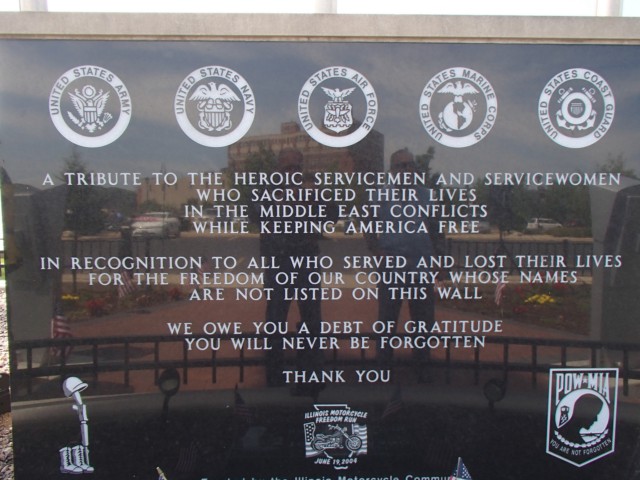 UNITED STATES ARMY
UNITED STATES NAVY
UNITED STATES AIR FORCE
UNITED STATES MARINE CORPS
UNITED STATES COAST GUARD
A TRIBUTE TO THE HEROIC SERVICEMEN AND SERVICEWOMEN
WHO SACRIFICED THEIR LIVES
IN THE MIDDLE EAST CONFLICTS
WHILE KEEPING AMERICA FREE
IN RECOGNITION TO ALL WHO SERVED AND LOST THEIR LIVES
FOR THE FREEDOM OF OUR COUNTRY WHOSE NAMES
ARE NOT LISTED ON THIS WALL
WE OWE YOU A DEBT OF GRATITUDE
YOU WILL NEVER BE FORGOTTEN
THANK YOU
ILLINOIS MOTORCYCLE
FREEDOM RUN
JUNE 19, 2004
POW★MIA
YOU ARE NOT FORGOTTEN
by the Illinois Motorcycle